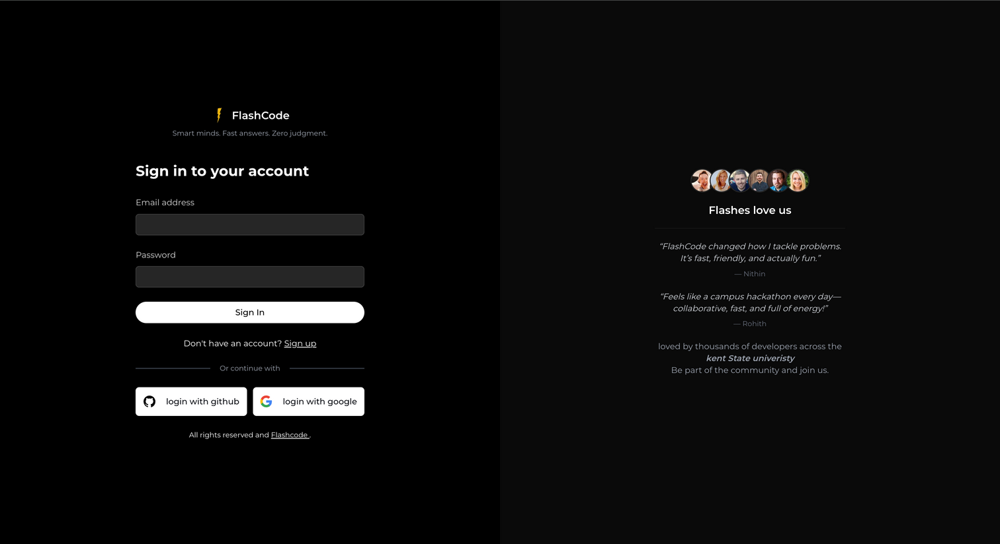 FlashCode
Smart minds. Fast answers. Zero judgment.
Sign in to your account
Email address
Password
Sign In
Don't have an account? Sign up
Or continue with
login with github
login with google
All rights reserved and Flashcode .
Flashes love us
“FlashCode changed how I tackle problems.
It’s fast, friendly, and actually fun.”
— Nithin
“Feels like a campus hackathon every day—
collaborative, fast, and full of energy!”
— Rohith
loved by thousands of developers across the
kent State univeristy
Be part of the community and join us.